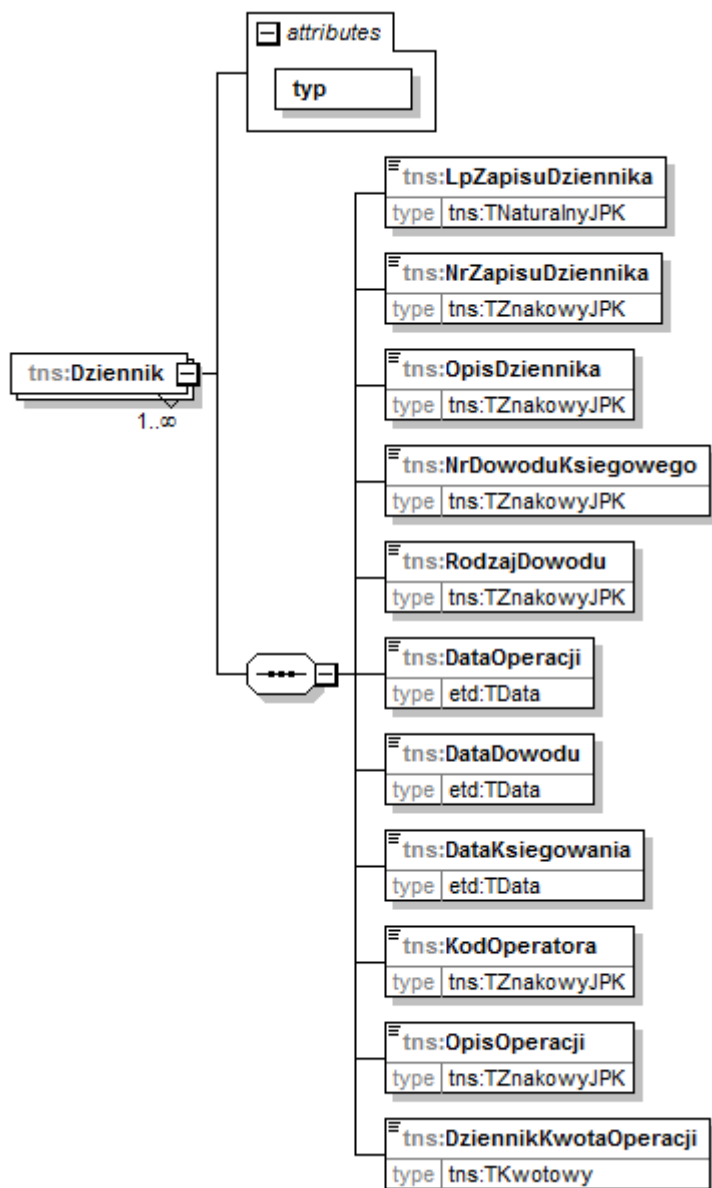 attributes
typ
tns:LpZapisuDziennika
type tns:TNaturalnyJPK
tns:NrZapisuDziennika
type tns:TZnakowyJPK
tns:Dziennik
1..∞
tns:OpisDziennika
type tns:TZnakowyJPK
tns:NrDowoduKsiegowego
type tns:TZnakowyJPK
tns:RodzajDowodu
type tns:TZnakowyJPK
tns:DataOperacji
type etd:TData
tns:DataDowodu
type etd:TData
tns:DataKsiegowania
type etd:TData
tns:KodOperatora
type tns:TZnakowyJPK
tns:OpisOperacji
type tns:TZnakowyJPK
tns:DziennikKwotaOperacji
type tns:TKwotowy